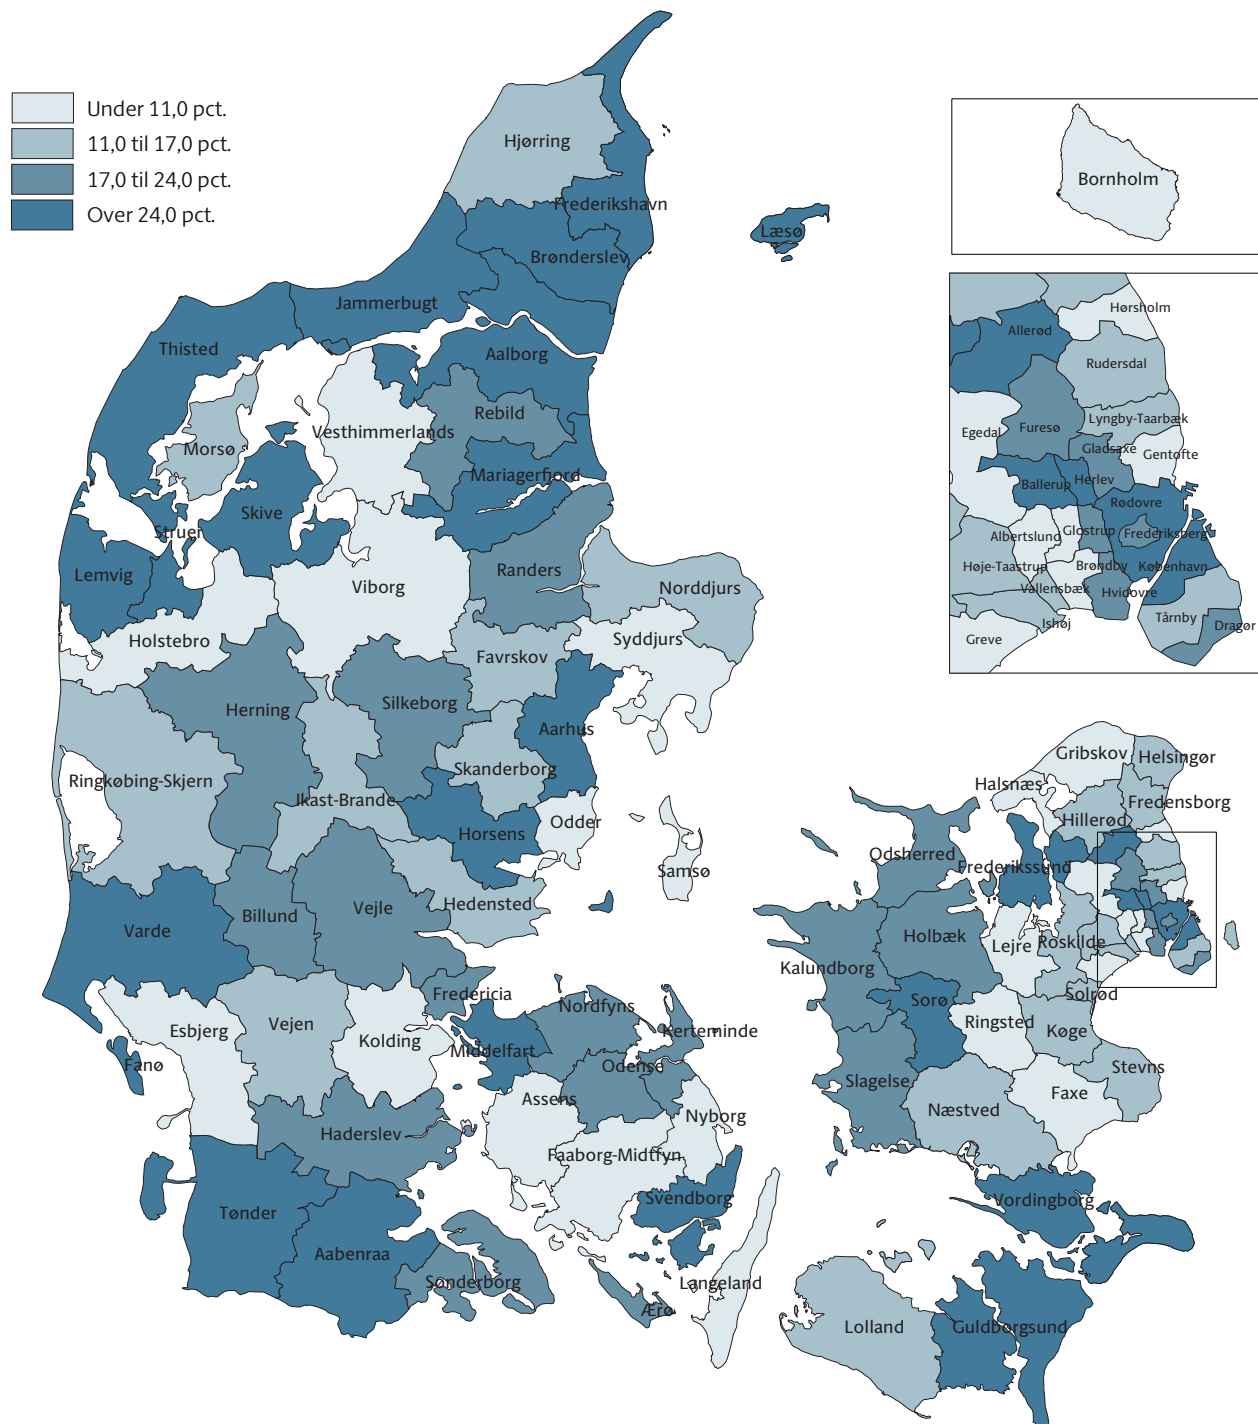 Under 11,0 pct.
11,0 til 17,0 pct.
17,0 til 24,0 pct.
Over 24,0 pct.
Hjørring
Frederikshavn
Læsø
Brønderslev
Jammerbugt
Thisted
Aalborg
Rebild
Vesthimmerlands
Morsø
Mariagerfjord
Skive
Struer
Lemvig
Viborg
Randers
Norddjurs
Holstebro
Syddjurs
Favrskov
Herning
Silkeborg
Aarhus
Skanderborg
Ringkøbing-Skjern
Ikast-Brande
Odder
Horsens
Samsø
Hedensted
Vejle
Billund
Varde
Fredericia
Esbjerg
Vejen
Kolding
Fanø
Middelfart
Nordfyns
Kerteminde
Odense
Assens
Nyborg
Haderslev
Faaborg-Midtfyn
Svendborg
Tønder
Aabenraa
Sønderborg
Langeland
Ærø
Bornholm
Hørsholm
Allerød
Rudersdal
Lyngby-Taarbæk
Egedal
Furesø
Gladsaxe
Gentofte
Ballerup
Herlev
Rødovre
Albertslund
Glostrup
Frederiksberg
Høje-Taastrup
Brøndby
København
Vallensbæk
Hvidovre
Tårnby
Ishøj
Dragør
Greve
Gribskov
Helsingør
Halsnæs
Fredensborg
Hillerød
Odsherred
Frederikssund
Holbæk
Lejre
Roskilde
Kalundborg
Solrød
Sorø
Ringsted
Køge
Stevns
Slagelse
Næstved
Faxe
Vordingborg
Lolland
Guldborgsund